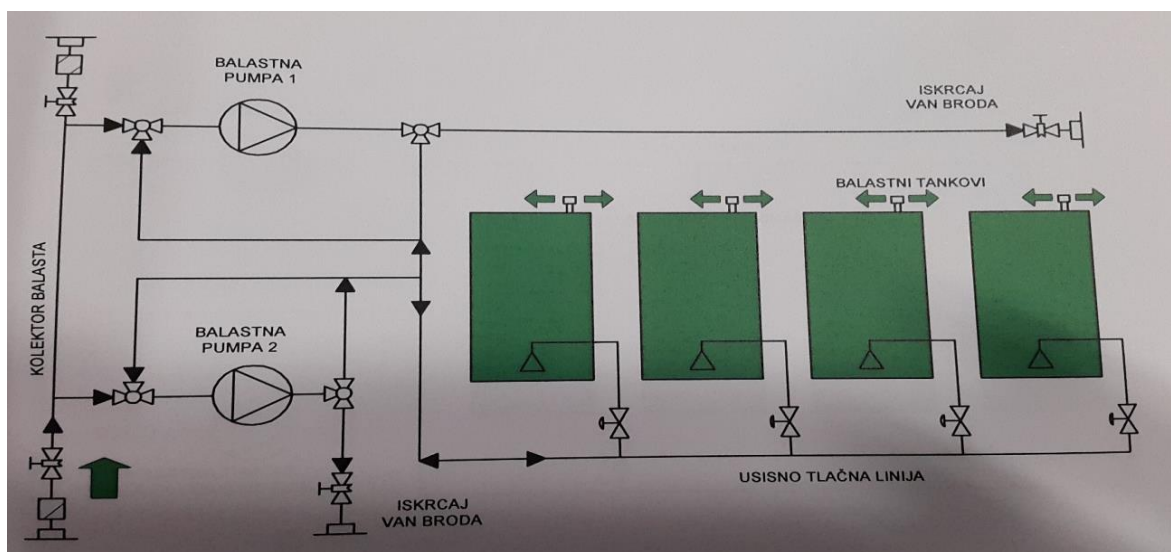 BALASTNA
PUMPA 1
ISKRCAJ
VAN BRODA
BALASTNI TANKOVI
KOLEKTOR BALASTA
BALASTNA
PUMPA 2
ISKRCAJ
VAN BRODA
USISNO TLAČNA LINIJA